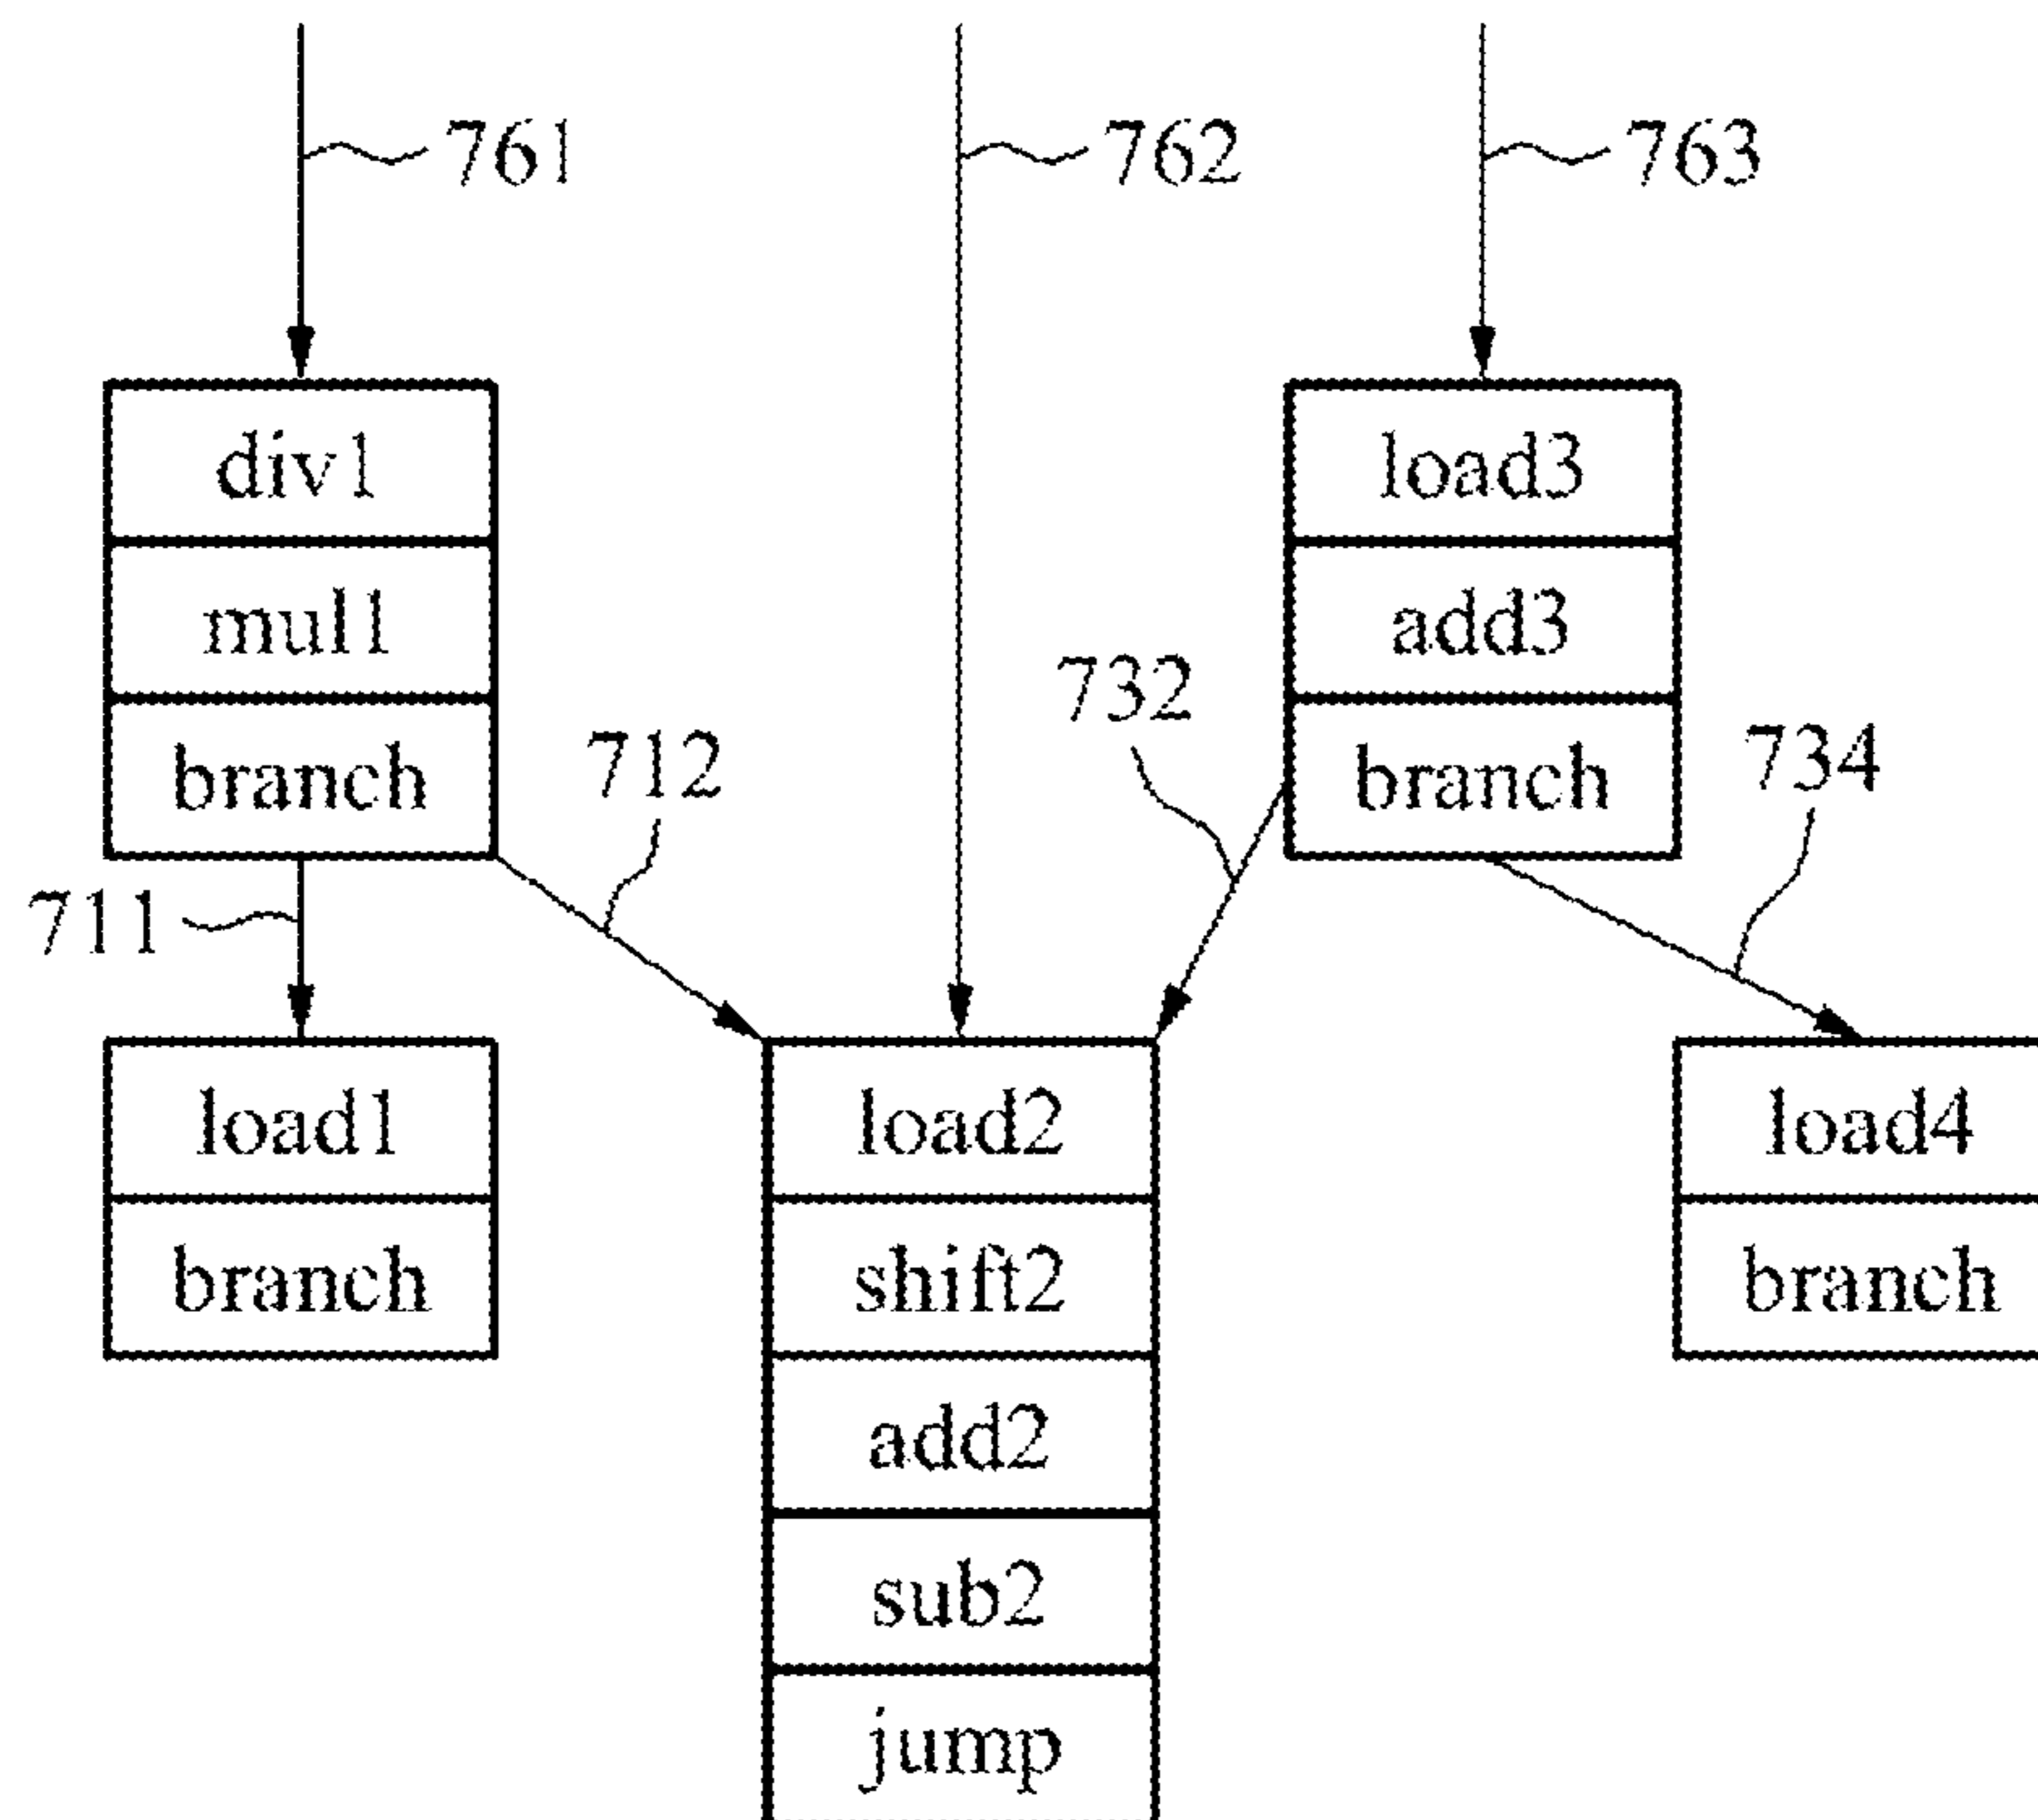 761
762
763
div1
load3
mul1
add3
732
branch
712
branch
734
711
load1
load2
load4
branch
shift2
branch
add2
sub2
jump